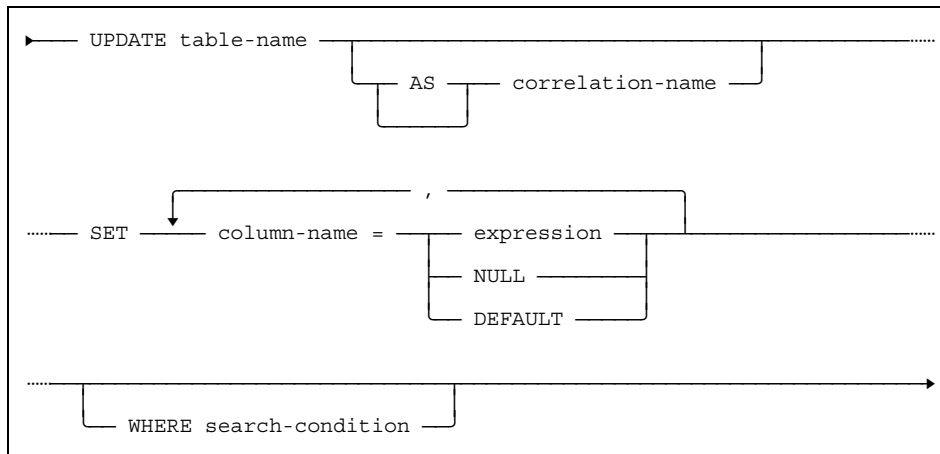 UPDATE table-name
AS correlation-name
,
SET column-name = expression
NULL
DEFAULT
WHERE search-condition